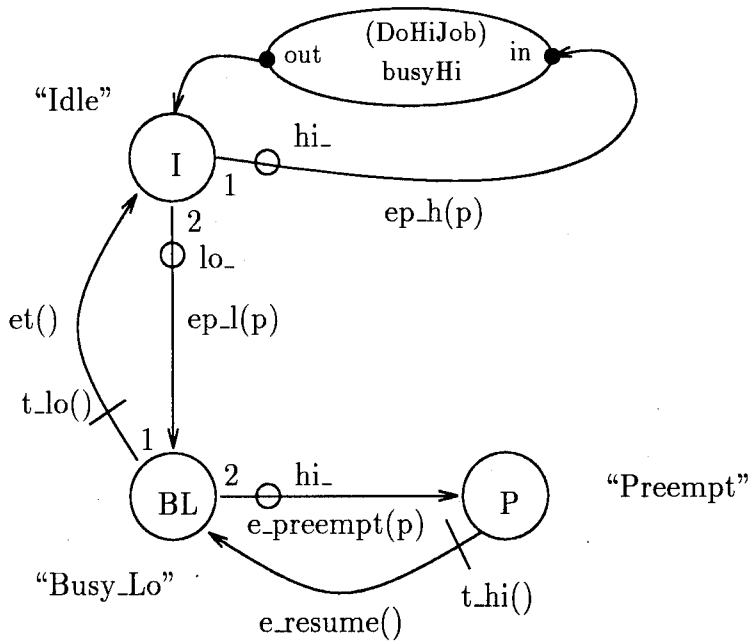 (DoHiJob)
out
in
busyHi
“Idle”
hi_
I
1
ep_h(p)
2
lo_
et()
ep_l(p)
t_lo()
1
2
hi_
BL
P
“Preempt”
e_preempt(p)
“Busy_Lo”
t_hi()
e_resume()